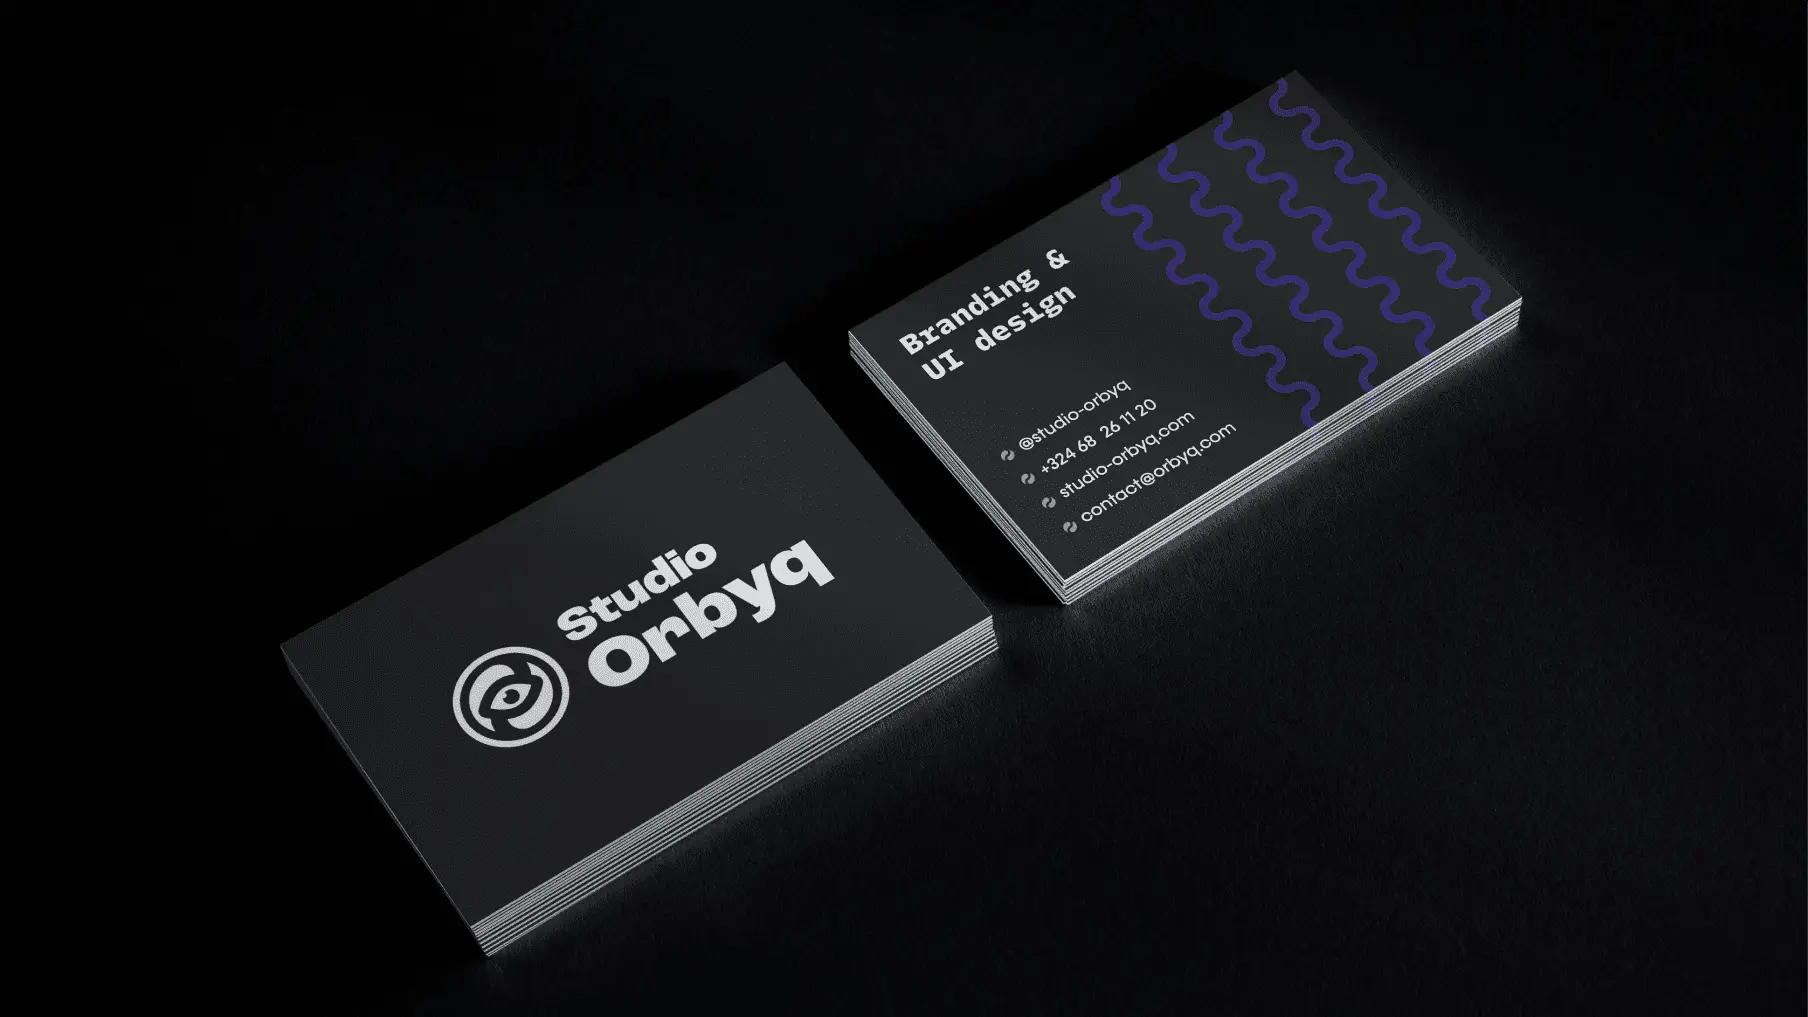 Studio
Orbyq
Branding &
UI design
@studio-orbyq
+324 68  26 11 20
studio-orbyq.com
contact@orbyq.com